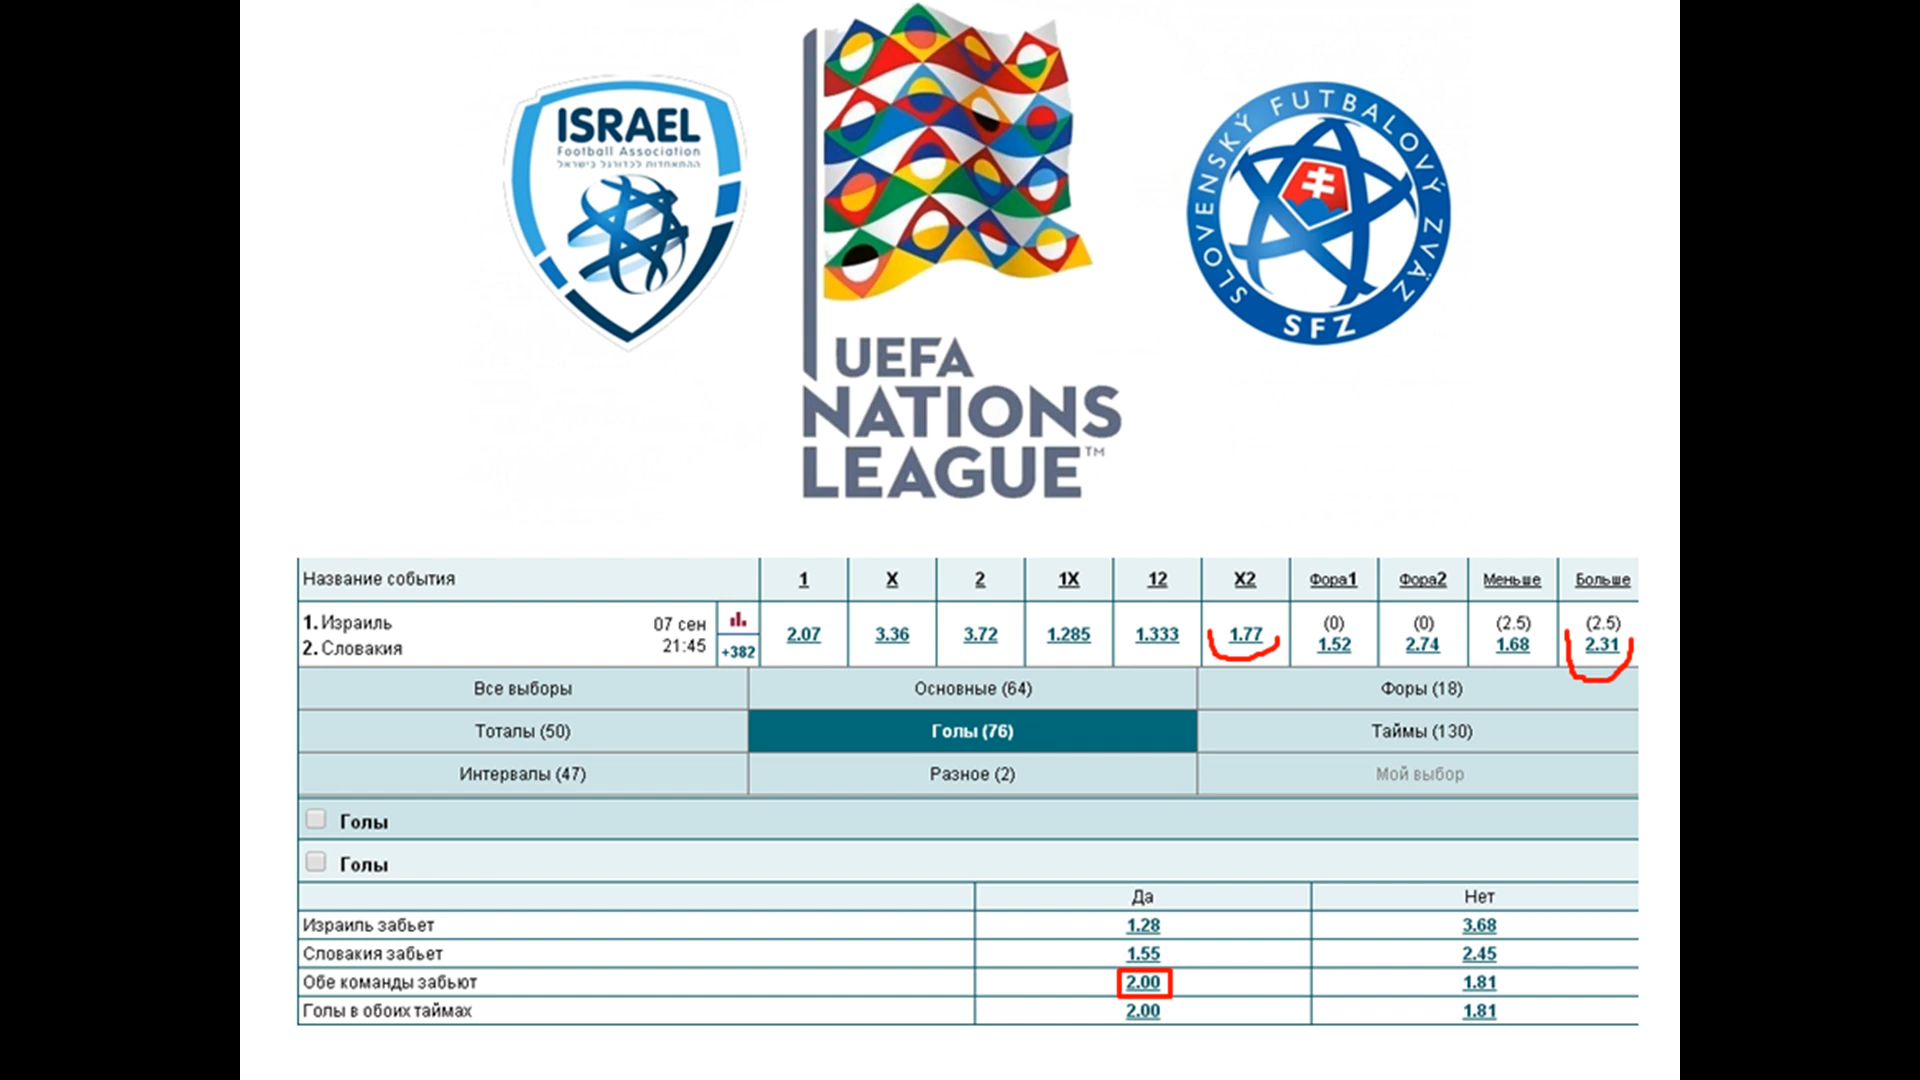 ISRAEL
Football Association
ההתאחדות לכדורגל בישראל
UEFA
NATIONS
LEAGUE™
SLOVENSKÝ FUTBALOVÝ ZVÄZ
SFZ
Название события 1 X 2 1X 12 X2 Фора1 Фора2 Меньше Больше
1. Израиль 07 сен (0) (0) (2.5) (2.5)
2. Словакия 21:45 +382 2.07 3.36 3.72 1.285 1.333 1.77 1.52 2.74 1.68 2.31
Все выборы Основные (64) Форы (18)
Тоталы (50) Голы (76) Таймы (130)
Интервалы (47) Разное (2) Мой выбор
Голы
Голы
Да Нет
Израиль забьет 1.28 3.68
Словакия забьет 1.55 2.45
Обе команды забьют 2.00 1.81
Голы в обоих таймах 2.00 1.81